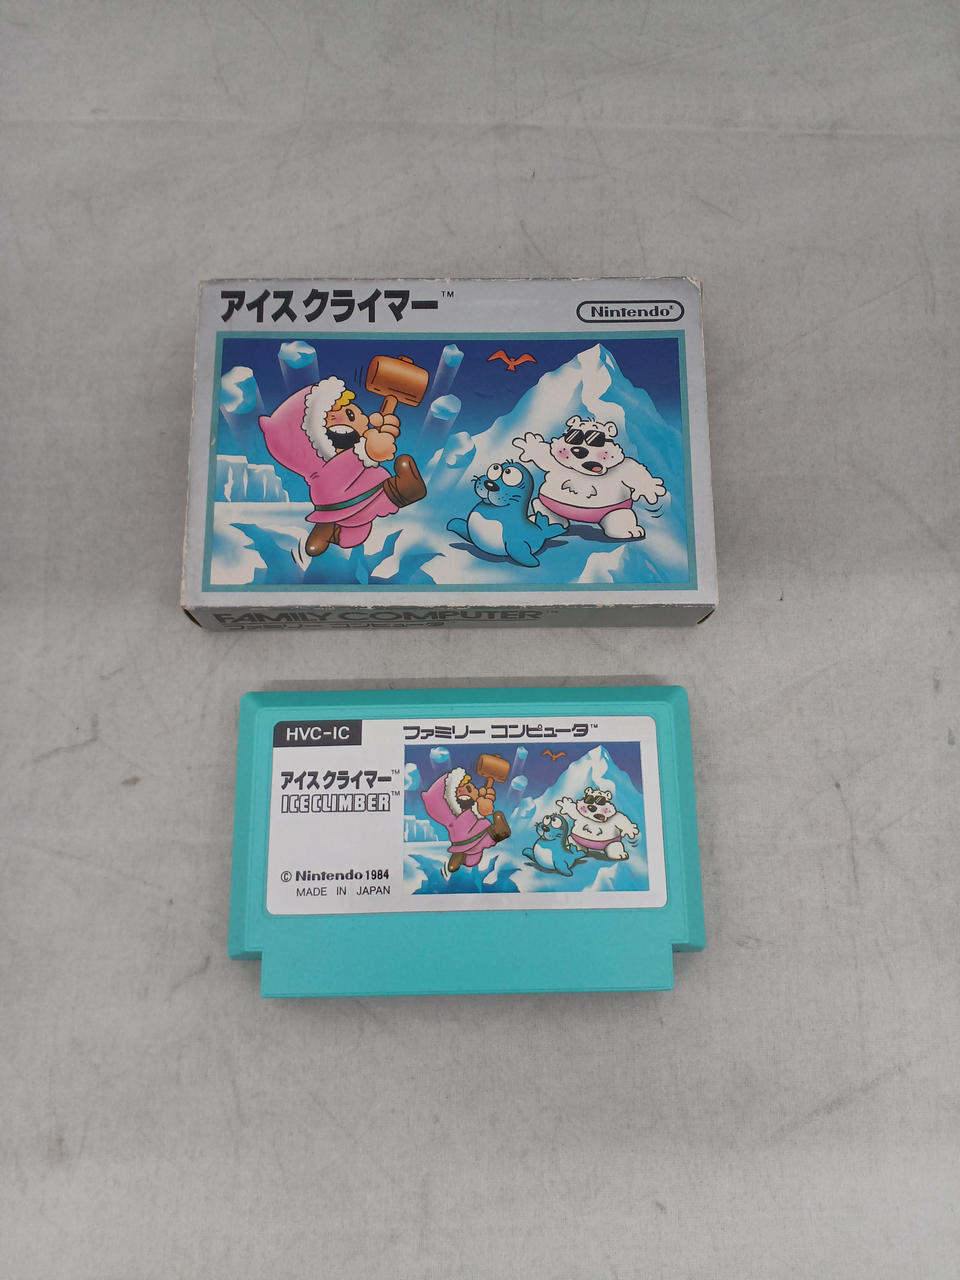 アイスクライマー™
Nintendo®
FAMILY COMPUTER™
ファミリー コンピュータ
HVC-IC
ファミリー コンピュータ™
アイスクライマー™
ICE CLIMBER™
© Nintendo 1984
MADE IN JAPAN